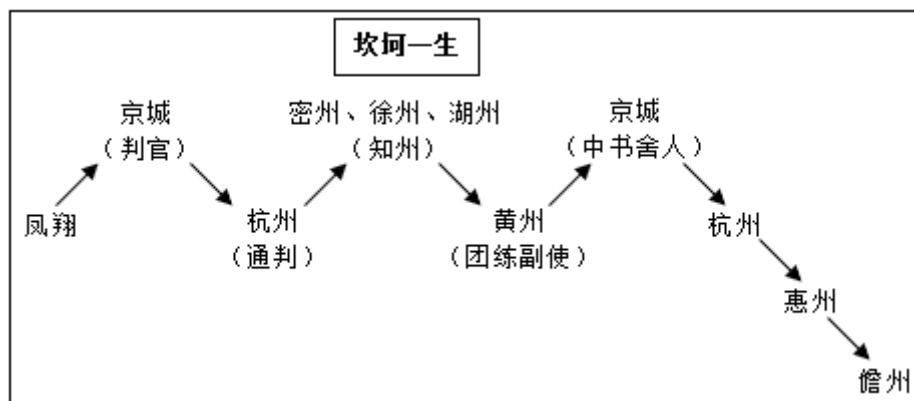 坎坷一生
京城
（判官）
密州、徐州、湖州
（知州）
京城
（中书舍人）
凤翔
杭州
（通判）
黄州
（团练副使）
杭州
惠州
儋州